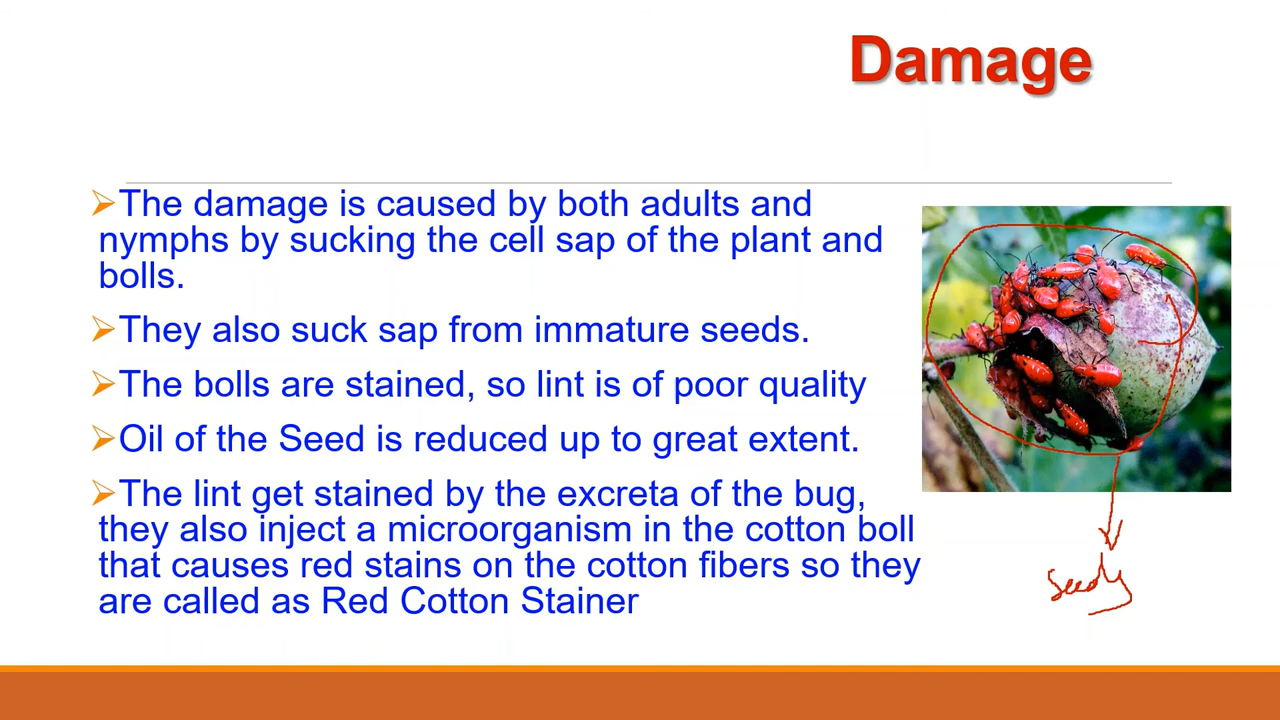 Damage
➢The damage is caused by both adults and
nymphs by sucking the cell sap of the plant and
bolls.
➢They also suck sap from immature seeds.
➢The bolls are stained, so lint is of poor quality
➢Oil of the Seed is reduced up to great extent.
➢The lint get stained by the excreta of the bug,
they also inject a microorganism in the cotton boll
that causes red stains on the cotton fibers so they
are called as Red Cotton Stainer
Seeds